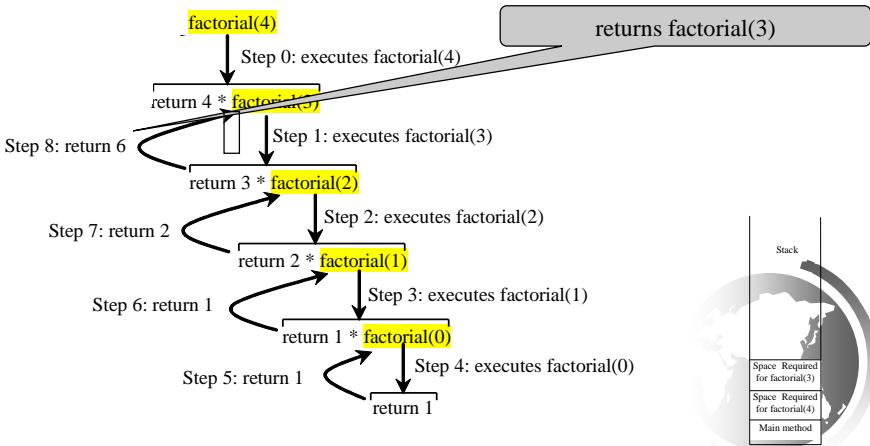 factorial(4)
returns factorial(3)
Step 0: executes factorial(4)
return 4 * factorial(3)
Step 1: executes factorial(3)
Step 8: return 6
return 3 * factorial(2)
Step 2: executes factorial(2)
Step 7: return 2
return 2 * factorial(1)
Step 3: executes factorial(1)
Step 6: return 1
return 1 * factorial(0)
Step 4: executes factorial(0)
Step 5: return 1
return 1
Stack
Space Required
for factorial(3)
Space Required
for factorial(4)
Main method